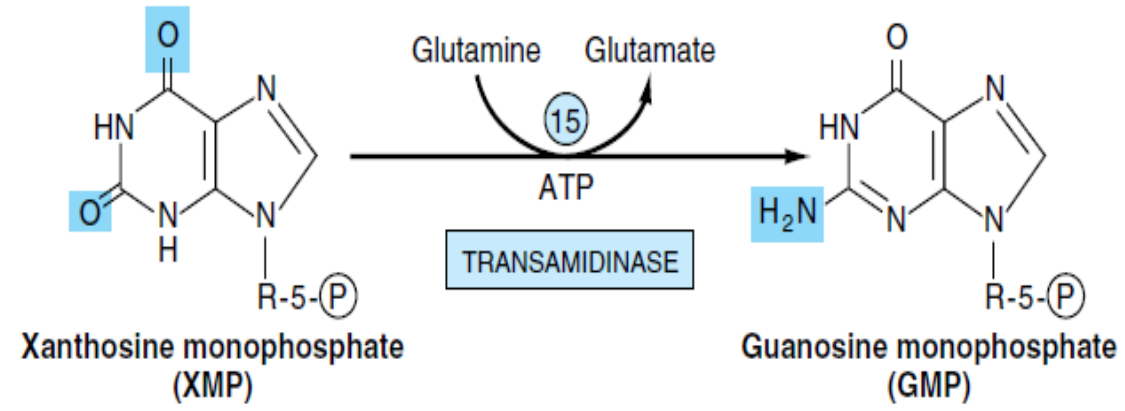 O
N
HN
O
N
H
N
R-5-P
Xanthosine monophosphate
(XMP)
Glutamine Glutamate
15
ATP
TRANSAMIDINASE
O
N
HN
H2N
N
N
R-5-P
Guanosine monophosphate
(GMP)